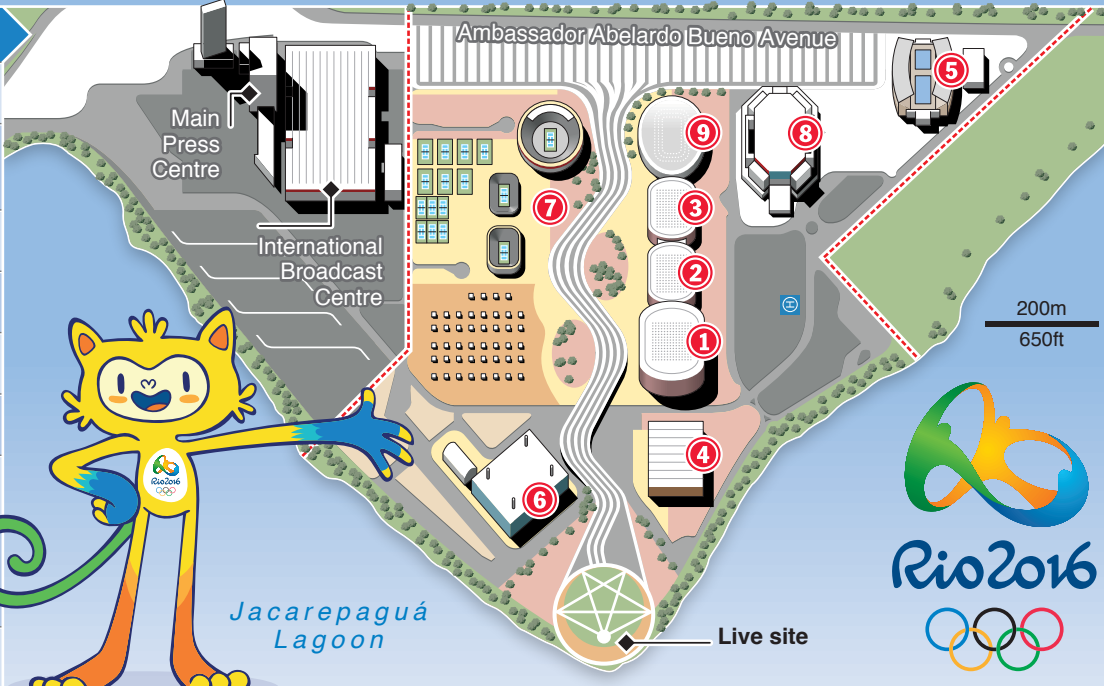 Ambassador Abelardo Bueno Avenue
5
Main
Press
Centre
9
8
7
3
International
Broadcast
Centre
2
H
200m
650ft
1
4
6
Rio2016
Rio2016
Jacarepaguá
Lagoon
Live site